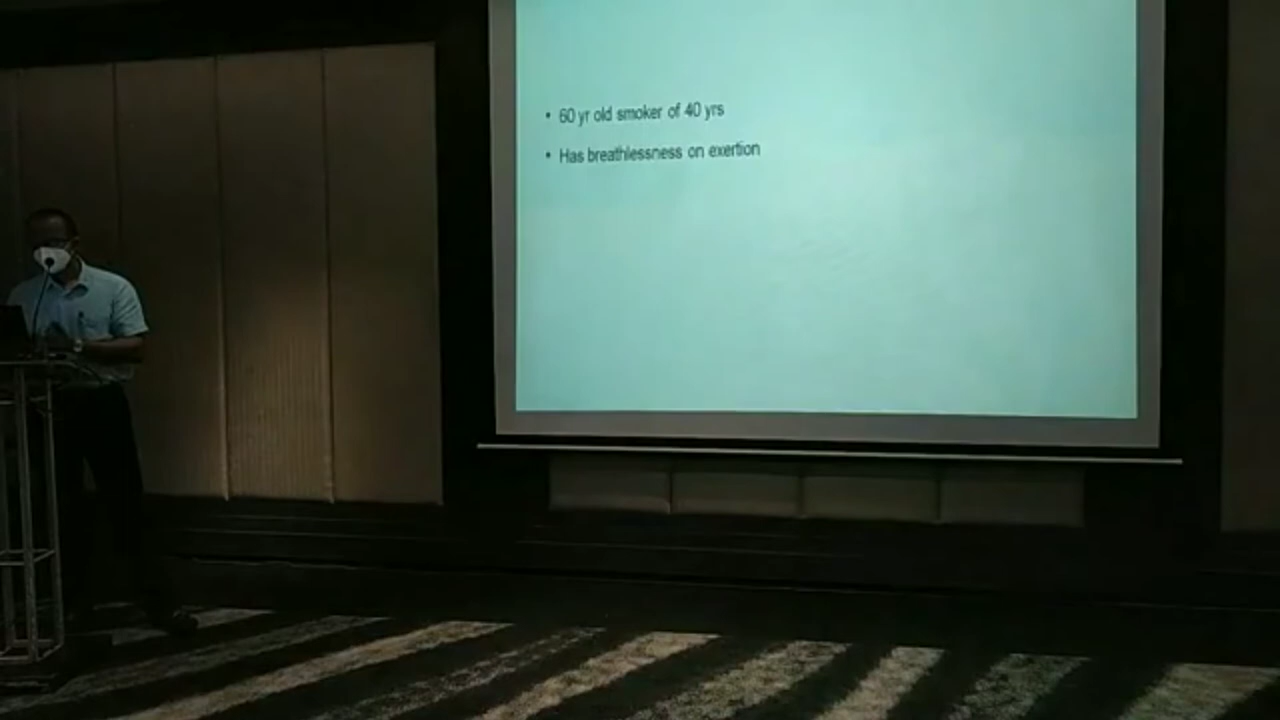 • 60 yr old smoker of 40 yrs
• Has breathlessness on exertion